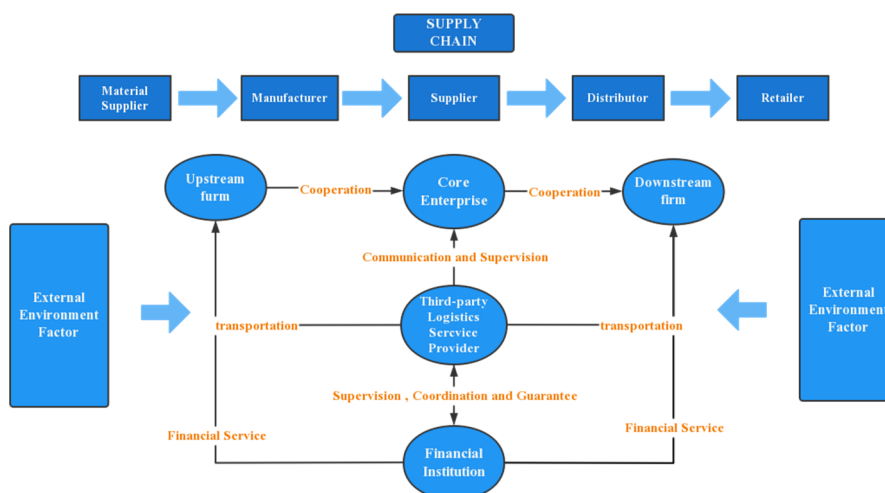 SUPPLY
CHAIN
Material
Supplier
Manufacturer
Supplier
Distributor
Retailer
Upstream
furm
Cooperation
Core
Enterprise
Cooperation
Downstream
firm
Communication and Supervision
External
Environment
Factor
transportation
Third-party
Logistics
Sercvice
Provider
transportation
External
Environment
Factor
Supervision , Coordination and Guarantee
Financial Service
Financial Service
Financial
Institution